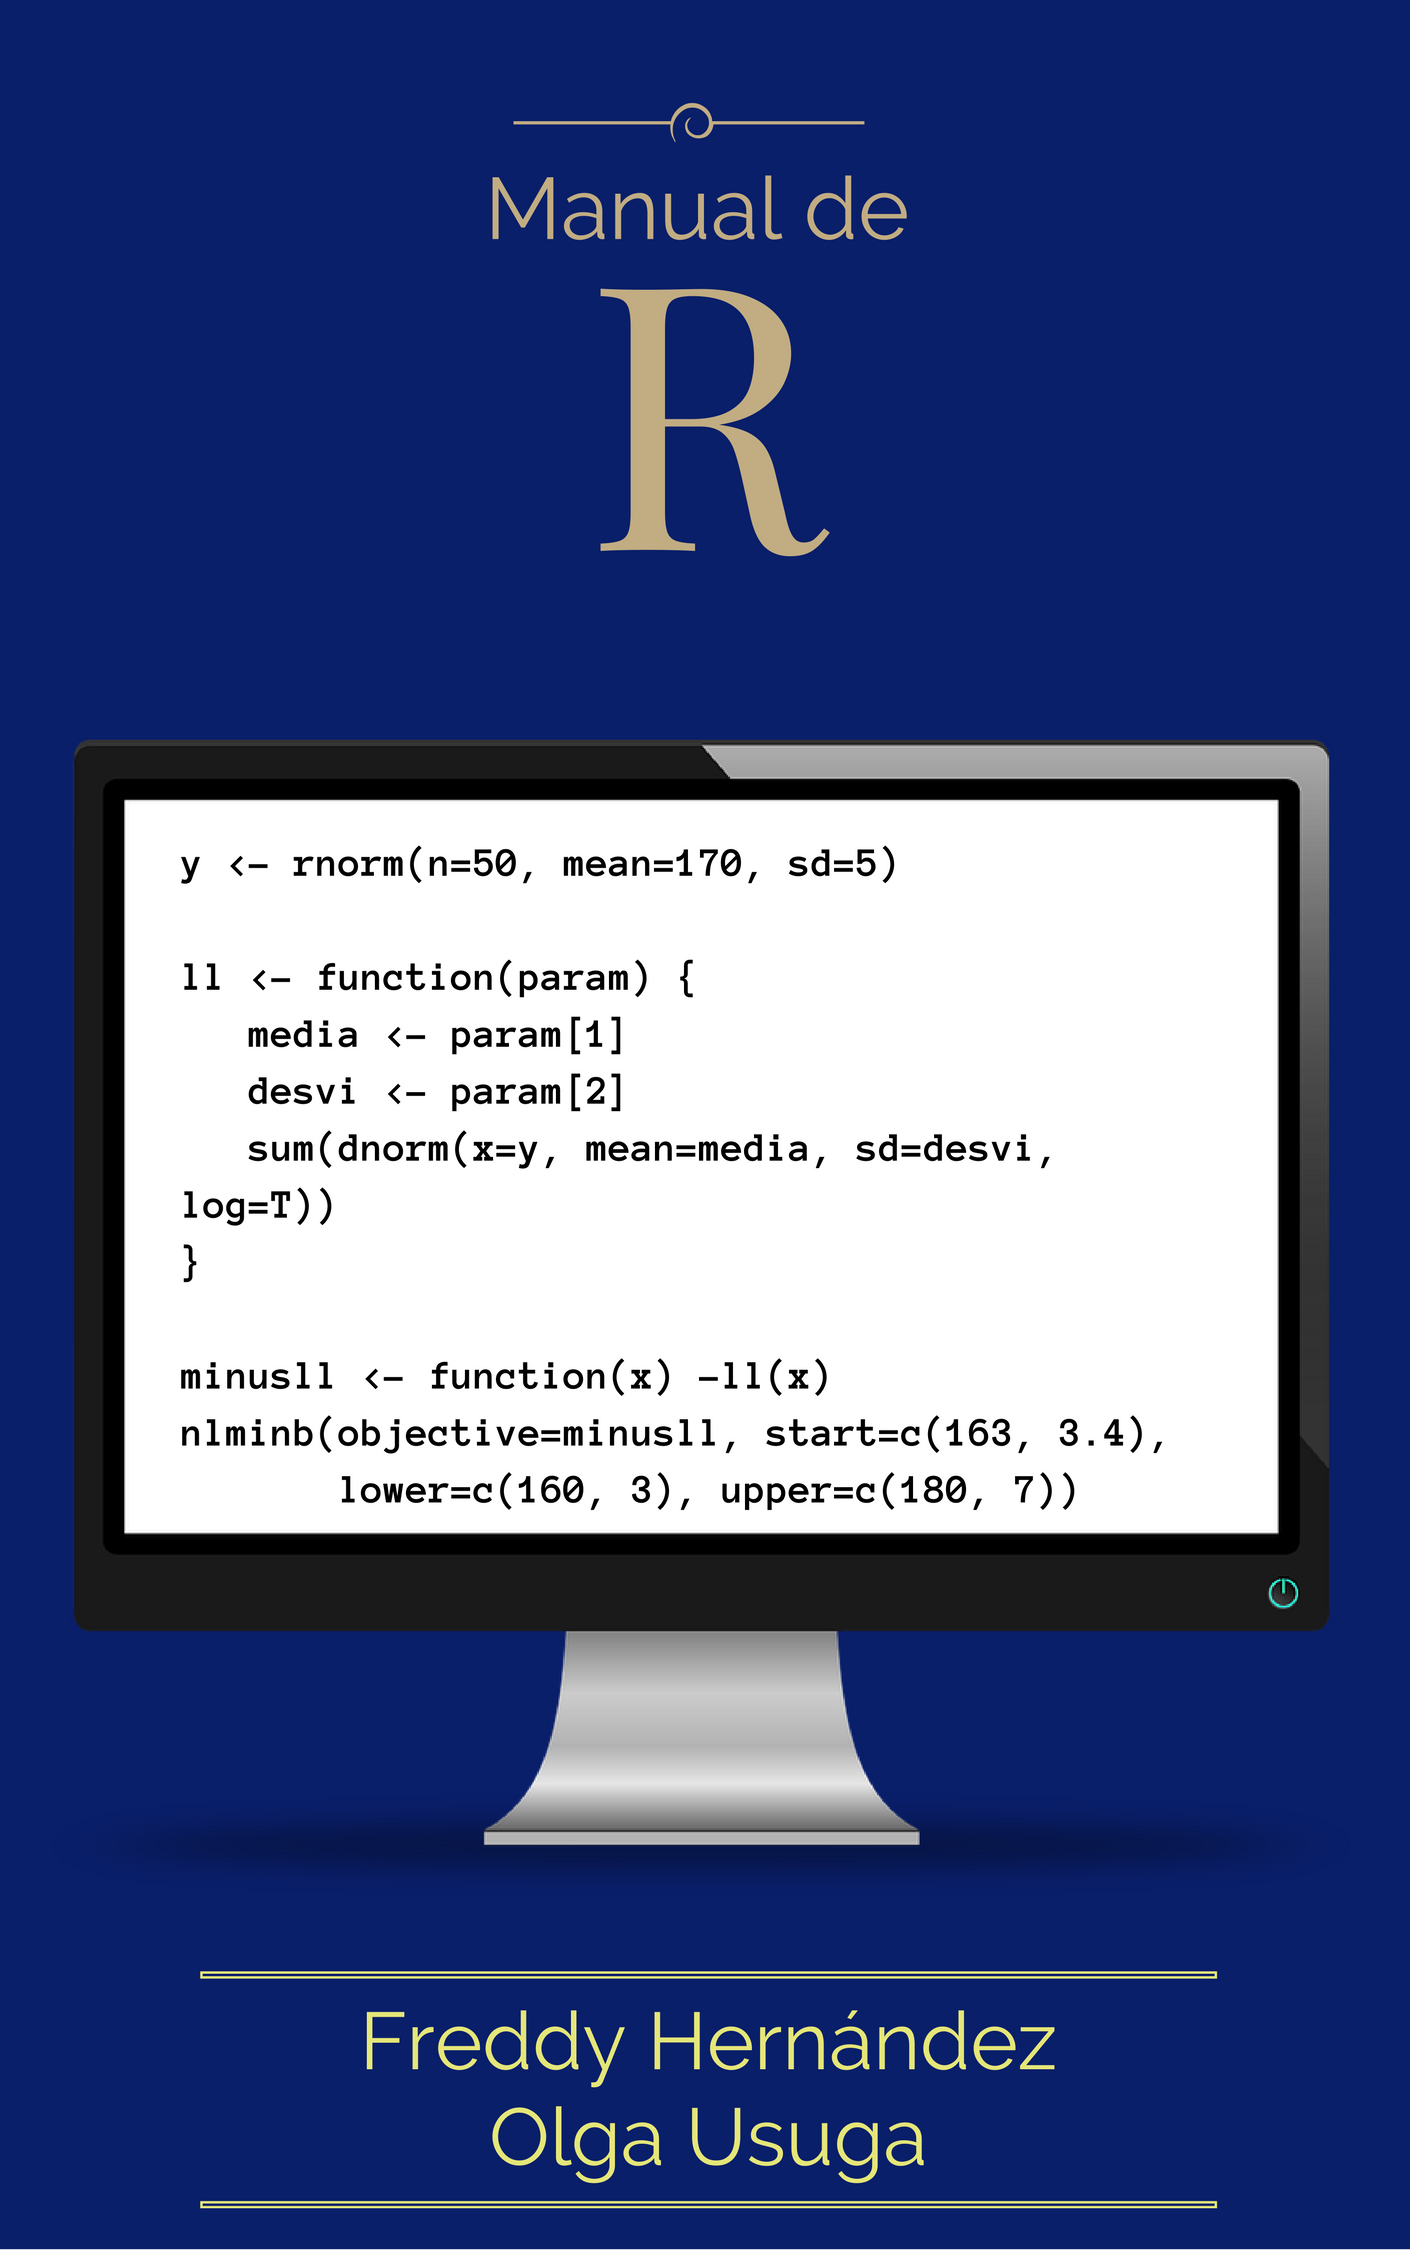 Manual de
R
y <- rnorm(n=50, mean=170, sd=5)
ll <- function(param) {
   media <- param[1]
   desvi <- param[2]
   sum(dnorm(x=y, mean=media, sd=desvi,
log=T))
}
minusll <- function(x) -ll(x)
nlminb(objective=minusll, start=c(163, 3.4),
       lower=c(160, 3), upper=c(180, 7))
Freddy Hernández
Olga Usuga